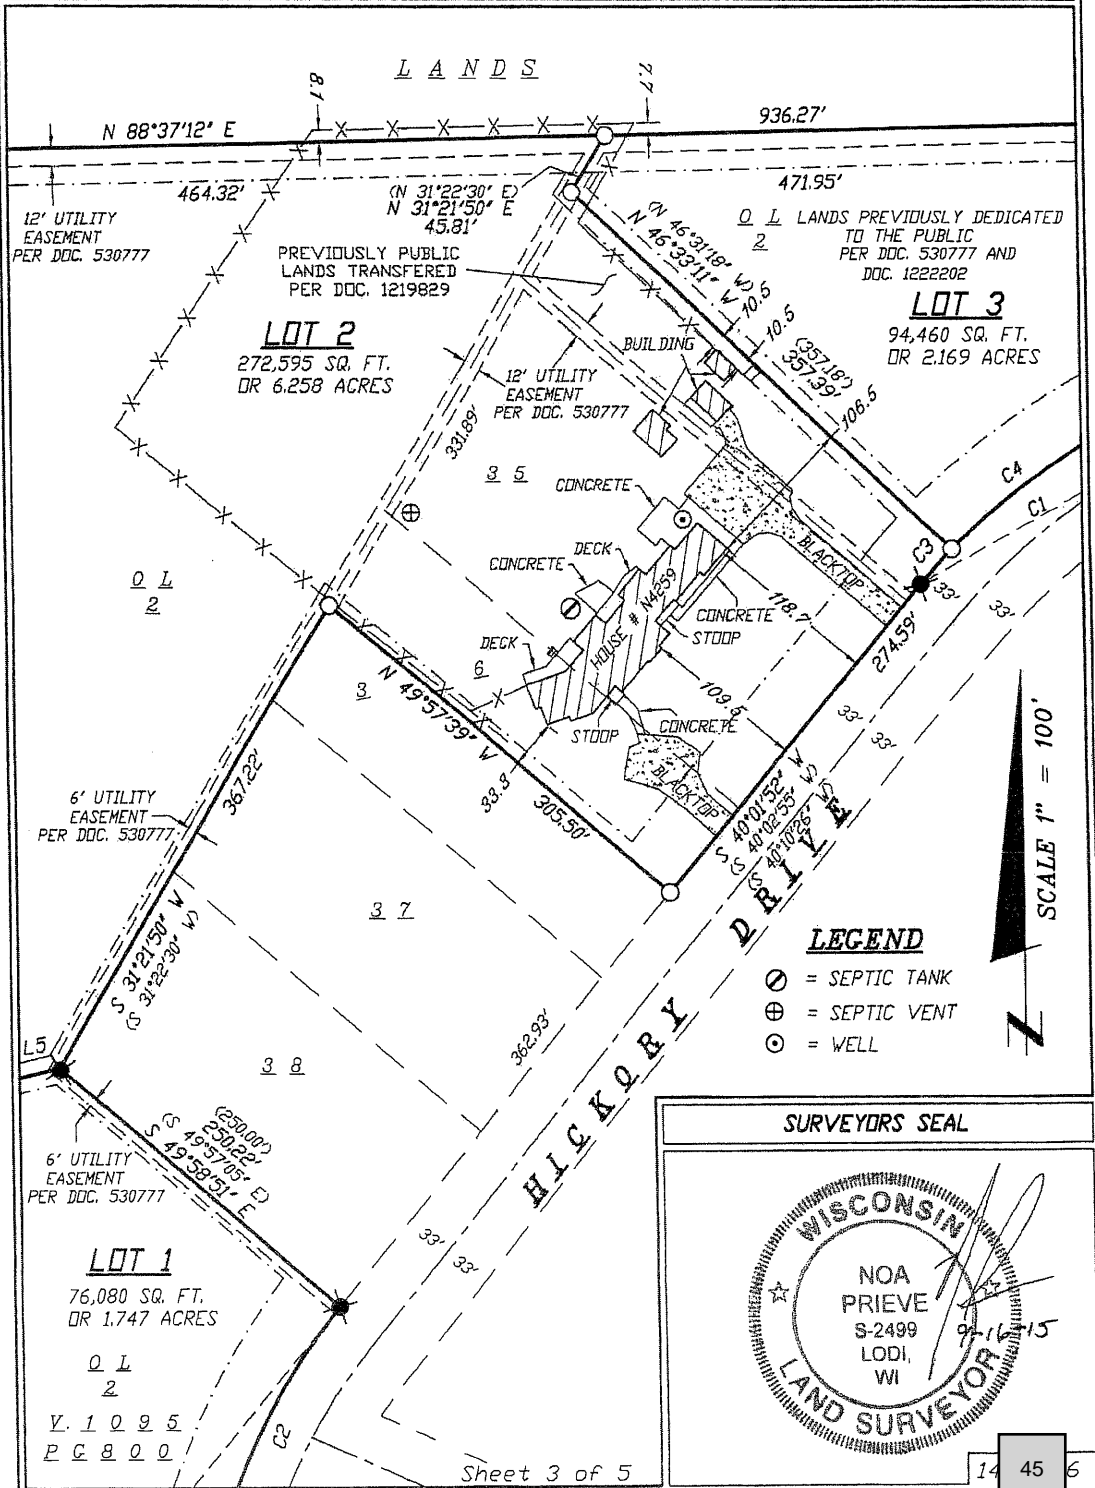 LANDS
8.1
7.7
N 88°37'12" E
936.27'
464.32'
471.95'
(N 31°22'30" E)
N 31°21'50" E
45.81'
12' UTILITY
EASEMENT
PER DOC. 530777
PREVIOUSLY PUBLIC
LANDS TRANSFERED
PER DOC. 1219829
(N 46°31'18" W)
N 46°33'11" W
10.6
10.5
O L
2
LANDS PREVIOUSLY DEDICATED
TO THE PUBLIC
PER DOC. 530777 AND
DOC. 1222202
LOT 2
272,595 SQ. FT.
OR 6.258 ACRES
LOT 3
94,460 SQ. FT.
OR 2.169 ACRES
BUILDING
(357.18')
357.39'
106.5
12' UTILITY
EASEMENT
PER DOC. 530777
331.89'
3 5
CONCRETE
C4
C1
C3
BLACKTOP
33'
33'
DECK
CONCRETE
HOUSE # N4259
118.7
CONCRETE
STOOP
274.59'
O L
2
DECK
6
3
N 49°57'39" W
109.5
STOOP
CONCRETE
BLACKTOP
33'
33'
33.8
305.50'
367.22'
6' UTILITY
EASEMENT
PER DOC. 530777
S 40°01'52" W
(S 40°02'55" W)
(S 40°10'26" W)
SCALE 1" = 100'
3 7
S 31°21'50" W
(S 31°22'30" W)
HICKORY DRIVE
LEGEND
= SEPTIC TANK
= SEPTIC VENT
= WELL
N
362.93'
L5
3 8
(250.00')
250.22'
(S 49°57'05" E)
S 49°58'51" E
6' UTILITY
EASEMENT
PER DOC. 530777
LOT 1
76,080 SQ. FT.
OR 1.747 ACRES
33'
33'
O L
2
V. 1095
PG 800
C2
SURVEYORS SEAL
WISCONSIN
NOA
PRIEVE
S-2499
LODI,
WI
LAND SURVEYOR
9-16-15
Sheet 3 of 5
14
45
6